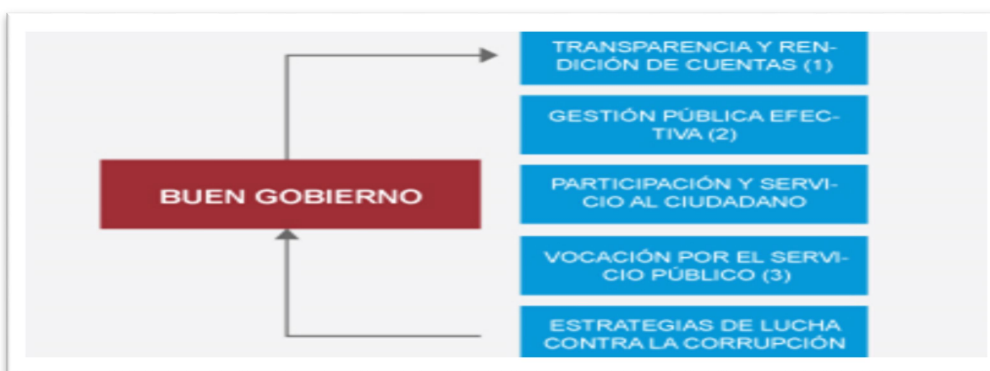 TRANSPARENCIA Y REN-
DICIÓN DE CUENTAS (1)
GESTIÓN PÚBLICA EFEC-
TIVA (2)
BUEN GOBIERNO
PARTICIPACIÓN Y SERVI-
CIO AL CIUDADANO
VOCACIÓN POR EL SERVI-
CIO PÚBLICO (3)
ESTRATEGIAS DE LUCHA
CONTRA LA CORRUPCIÓN